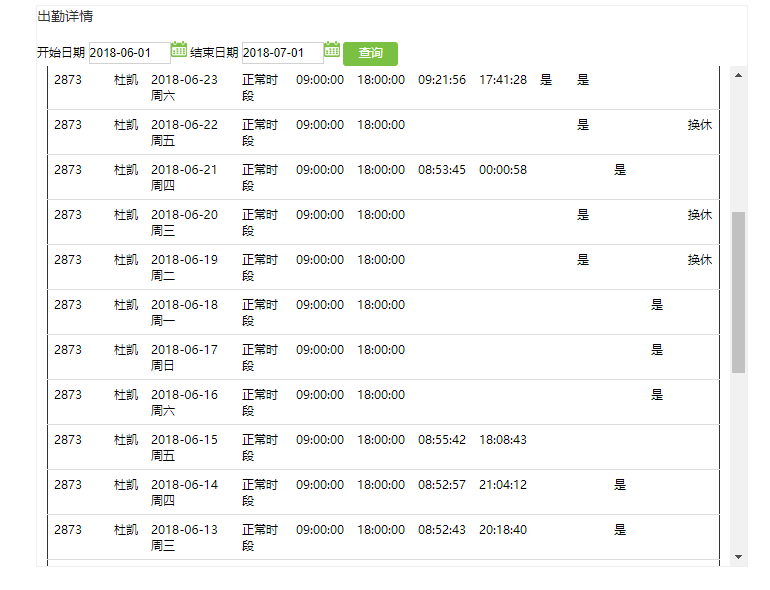 出勤详情
开始日期 2018-06-01 结束日期 2018-07-01 查询
2873 杜凯 2018-06-23 正常时 09:00:00 18:00:00 09:21:56 17:41:28 是 是
周六 段
2873 杜凯 2018-06-22 正常时 09:00:00 18:00:00 是 换休
周五 段
2873 杜凯 2018-06-21 正常时 09:00:00 18:00:00 08:53:45 00:00:58 是
周四 段
2873 杜凯 2018-06-20 正常时 09:00:00 18:00:00 是 换休
周三 段
2873 杜凯 2018-06-19 正常时 09:00:00 18:00:00 是 换休
周二 段
2873 杜凯 2018-06-18 正常时 09:00:00 18:00:00 是
周一 段
2873 杜凯 2018-06-17 正常时 09:00:00 18:00:00 是
周日 段
2873 杜凯 2018-06-16 正常时 09:00:00 18:00:00 是
周六 段
2873 杜凯 2018-06-15 正常时 09:00:00 18:00:00 08:55:42 18:08:43
周五 段
2873 杜凯 2018-06-14 正常时 09:00:00 18:00:00 08:52:57 21:04:12 是
周四 段
2873 杜凯 2018-06-13 正常时 09:00:00 18:00:00 08:52:43 20:18:40 是
周三 段